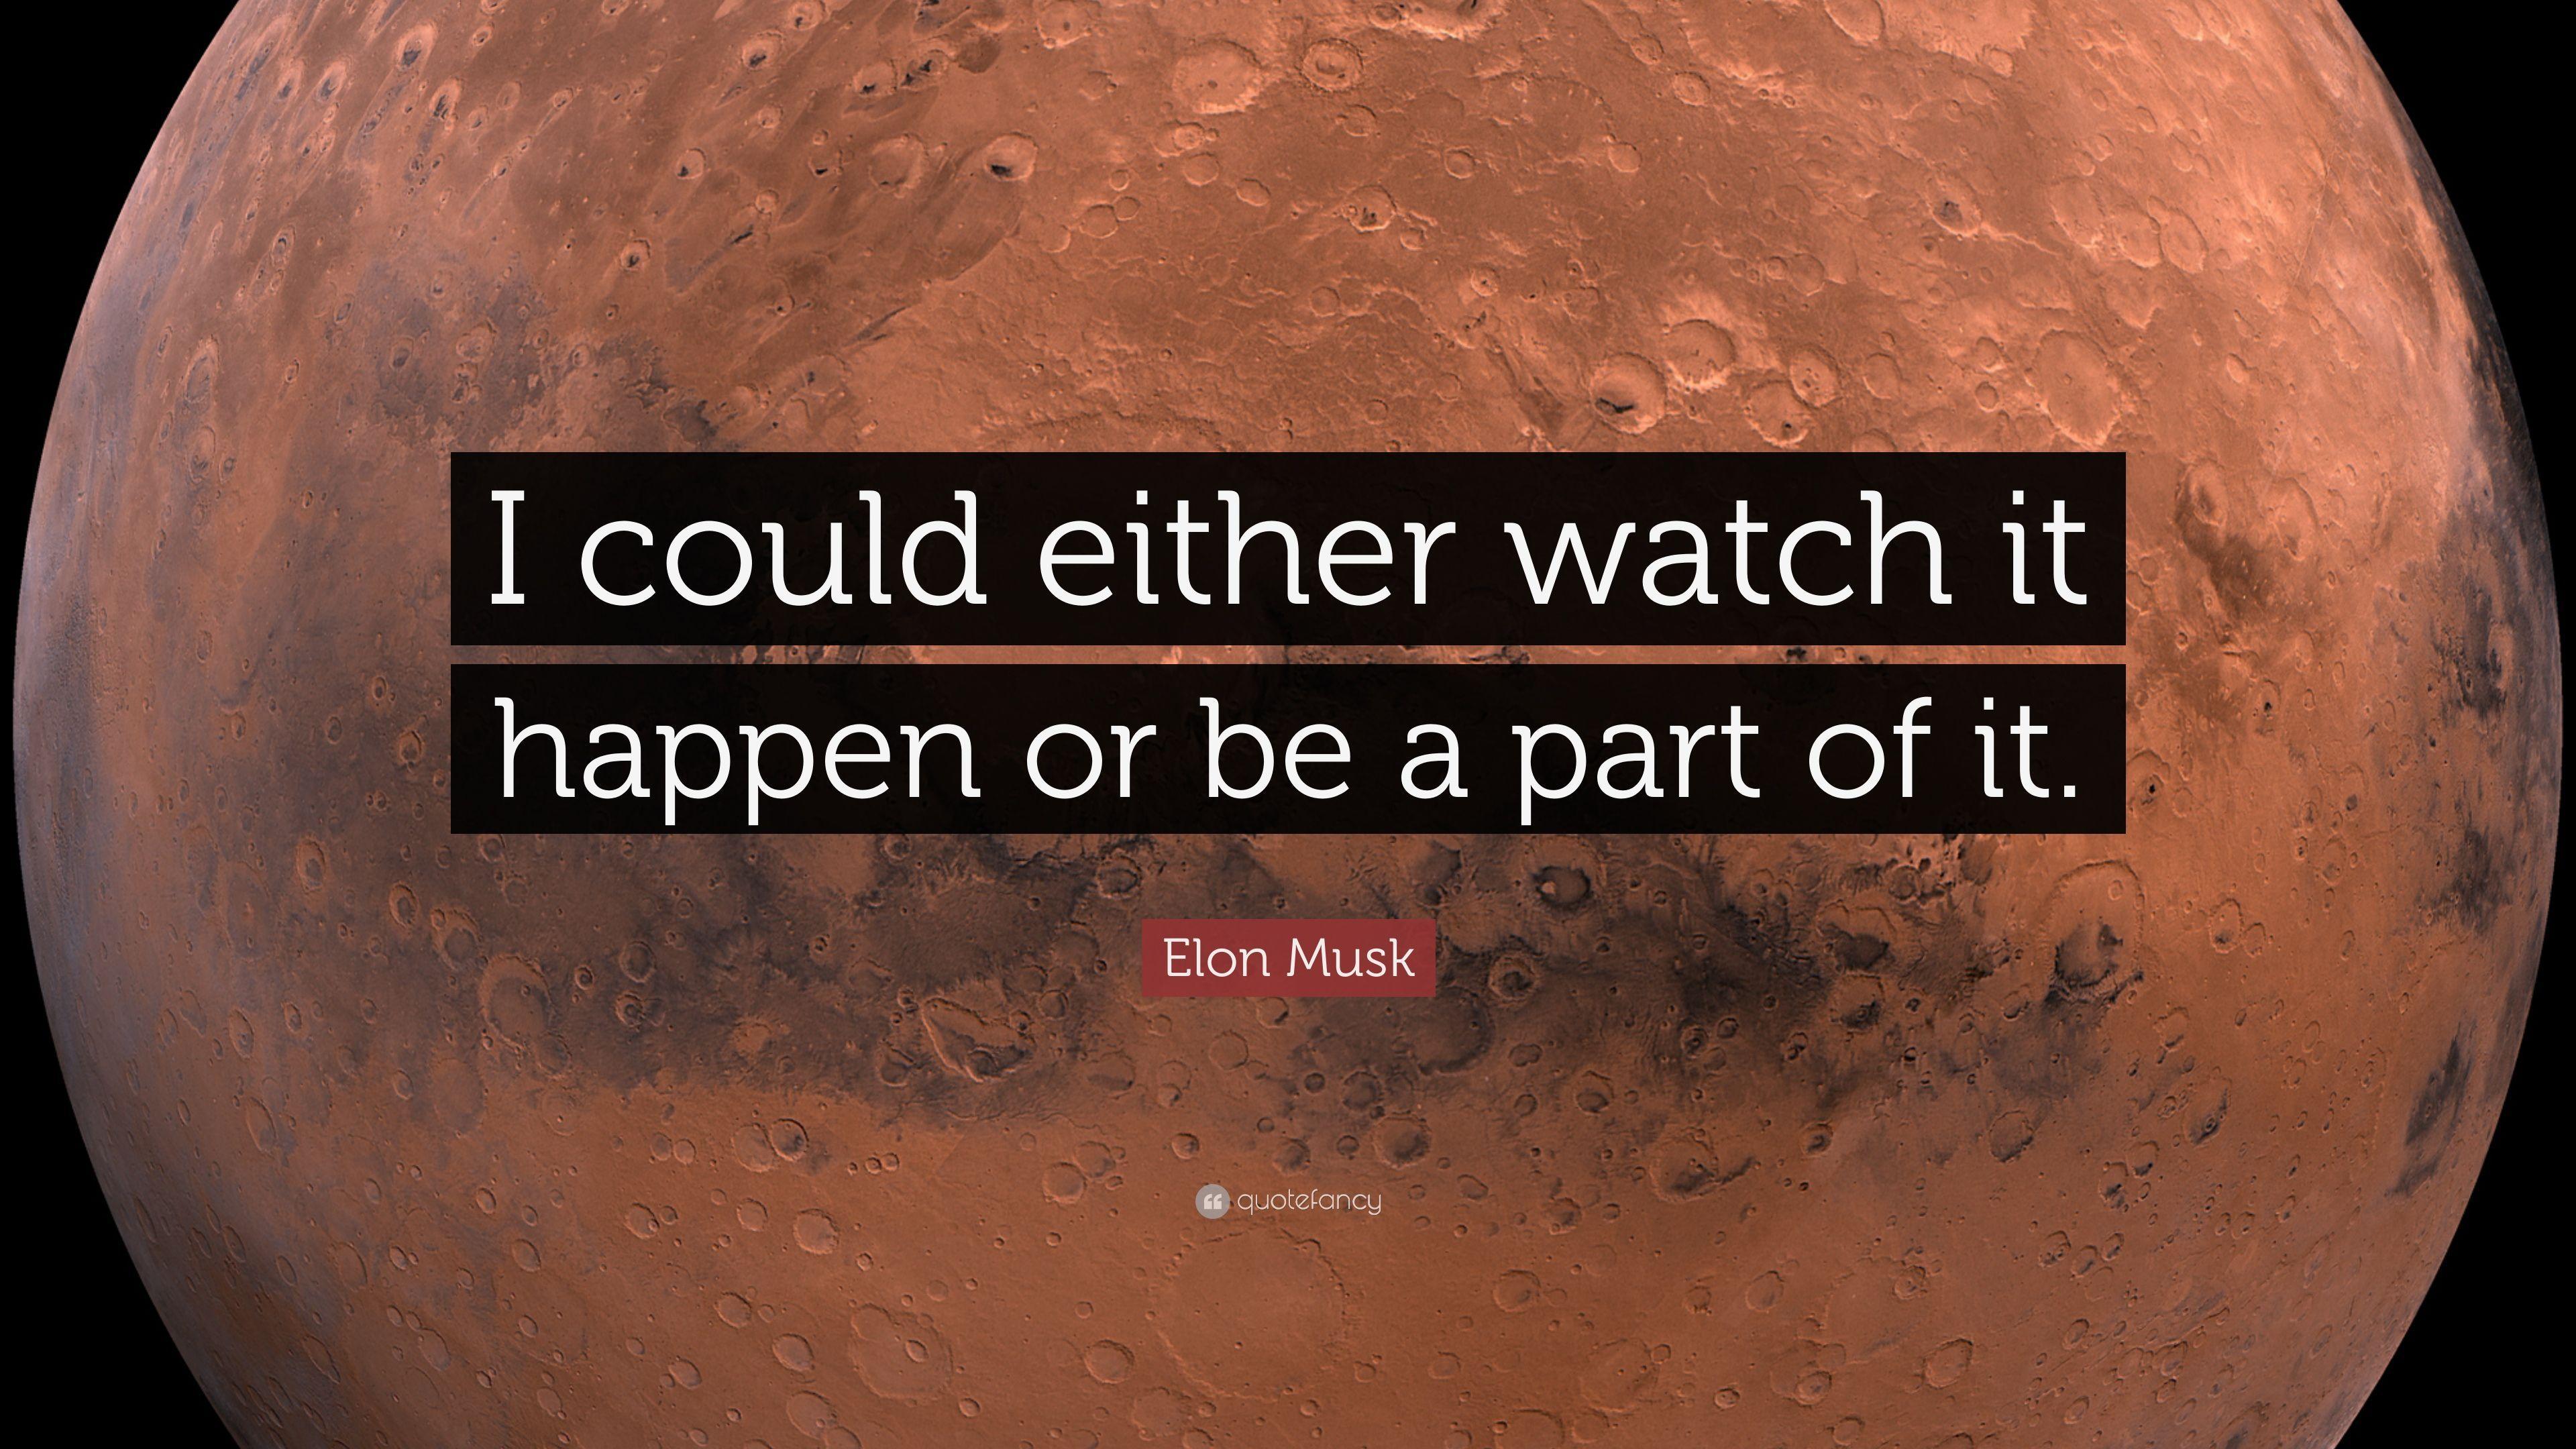 I could either watch it
happen or be a part of it.
Elon Musk
“ quotefancy